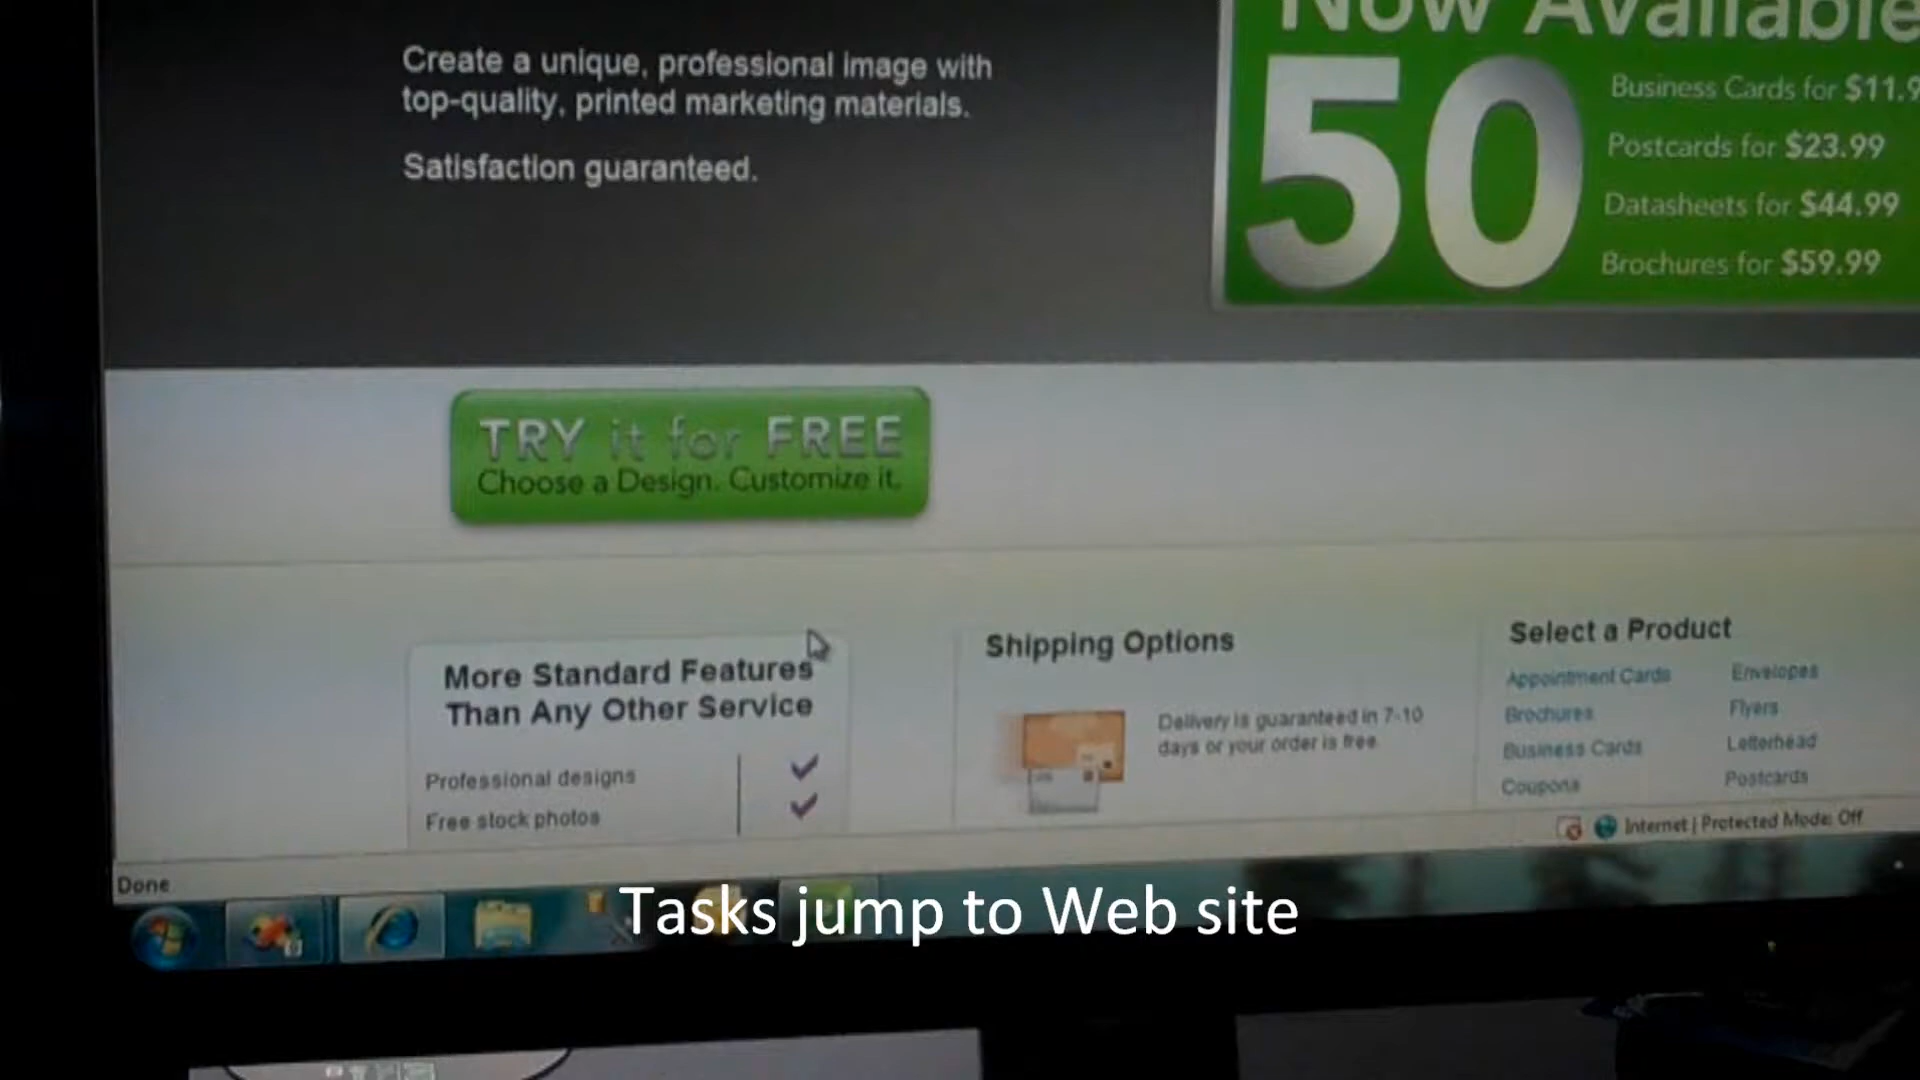 Now Available
Create a unique, professional image with
top-quality, printed marketing materials.
Satisfaction guaranteed.
50
Business Cards for $11.9
Postcards for $23.99
Datasheets for $44.99
Brochures for $59.99
TRY it for FREE
Choose a Design. Customize it.
More Standard Features
Than Any Other Service
Professional designs
Free stock photos
Shipping Options
Delivery is guaranteed in 7-10
days or your order is free.
Select a Product
Appointment Cards
Envelopes
Brochures
Flyers
Business Cards
Letterhead
Coupons
Postcards
Internet | Protected Mode: Off
Done
Tasks jump to Web site